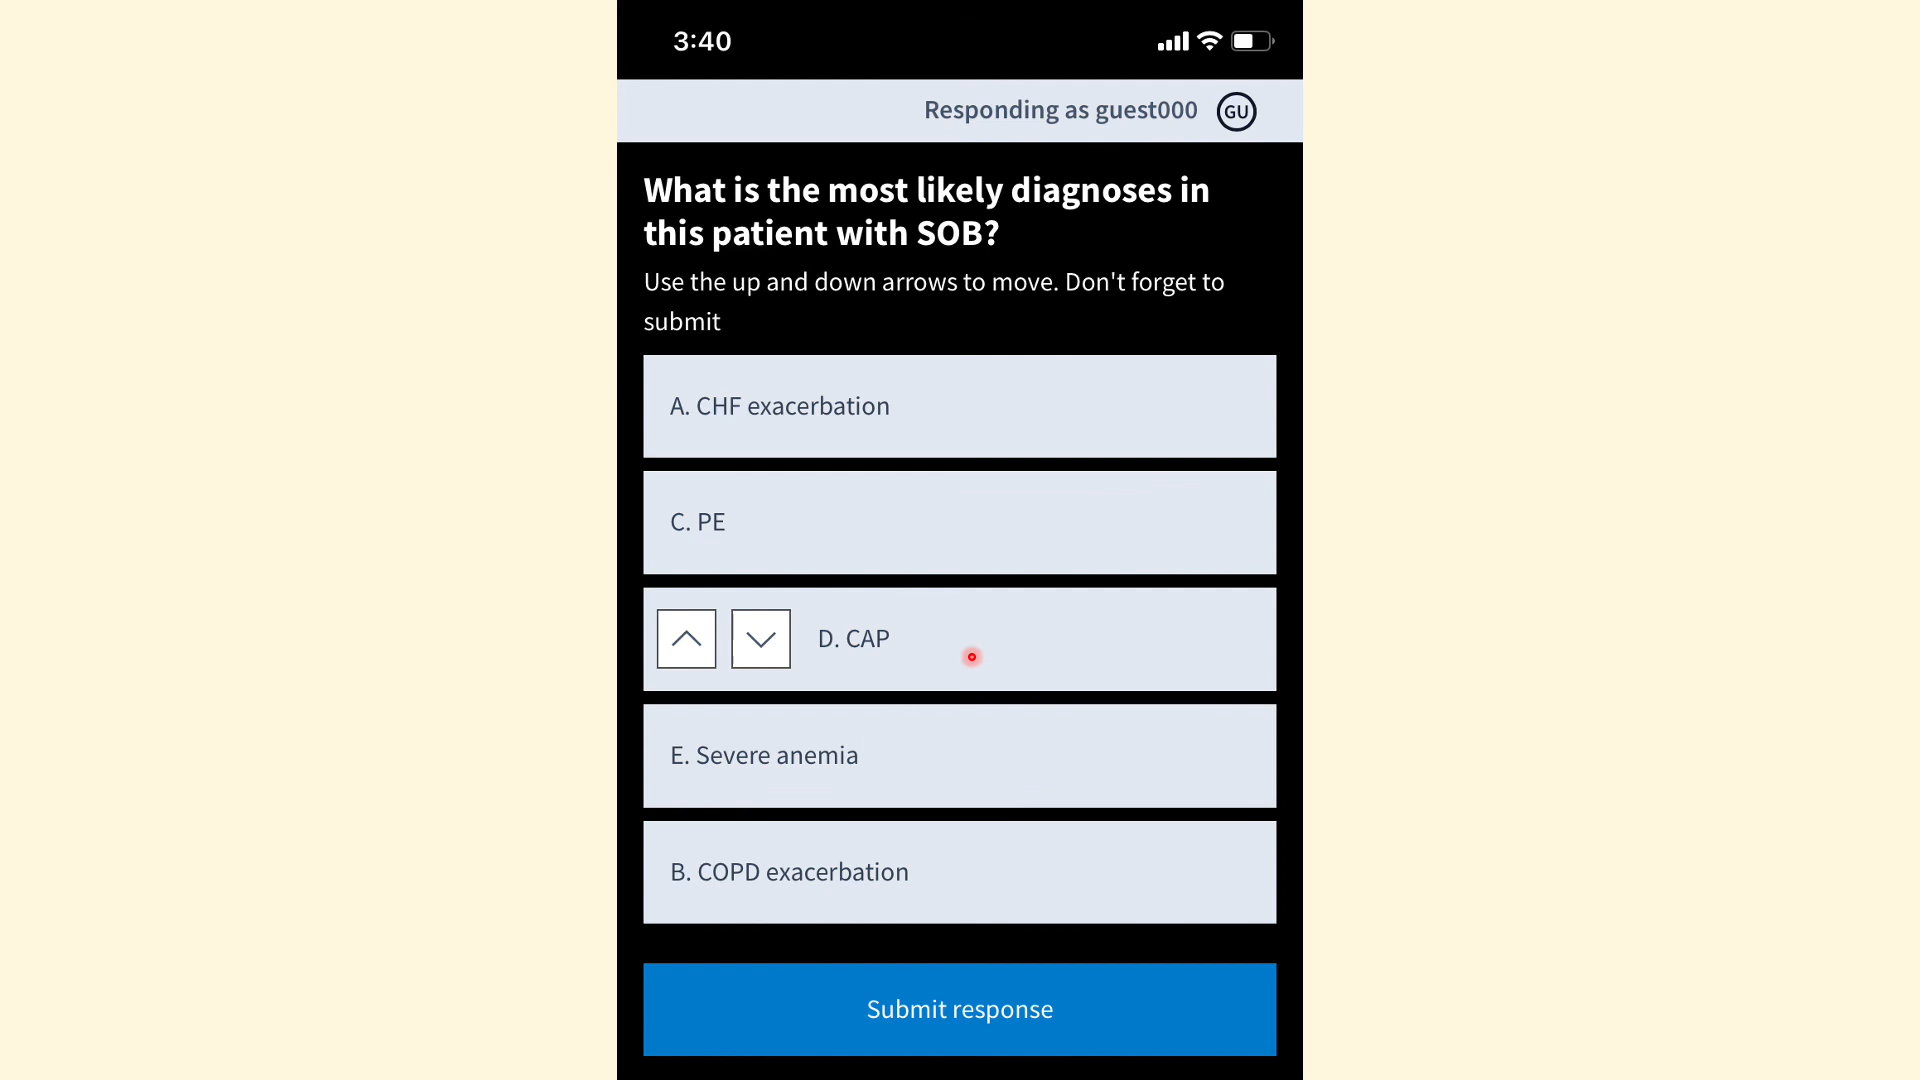 3:40
Responding as guest000 GU
What is the most likely diagnoses in
this patient with SOB?
Use the up and down arrows to move. Don't forget to
submit
A. CHF exacerbation
C. PE
D. CAP
E. Severe anemia
B. COPD exacerbation
Submit response